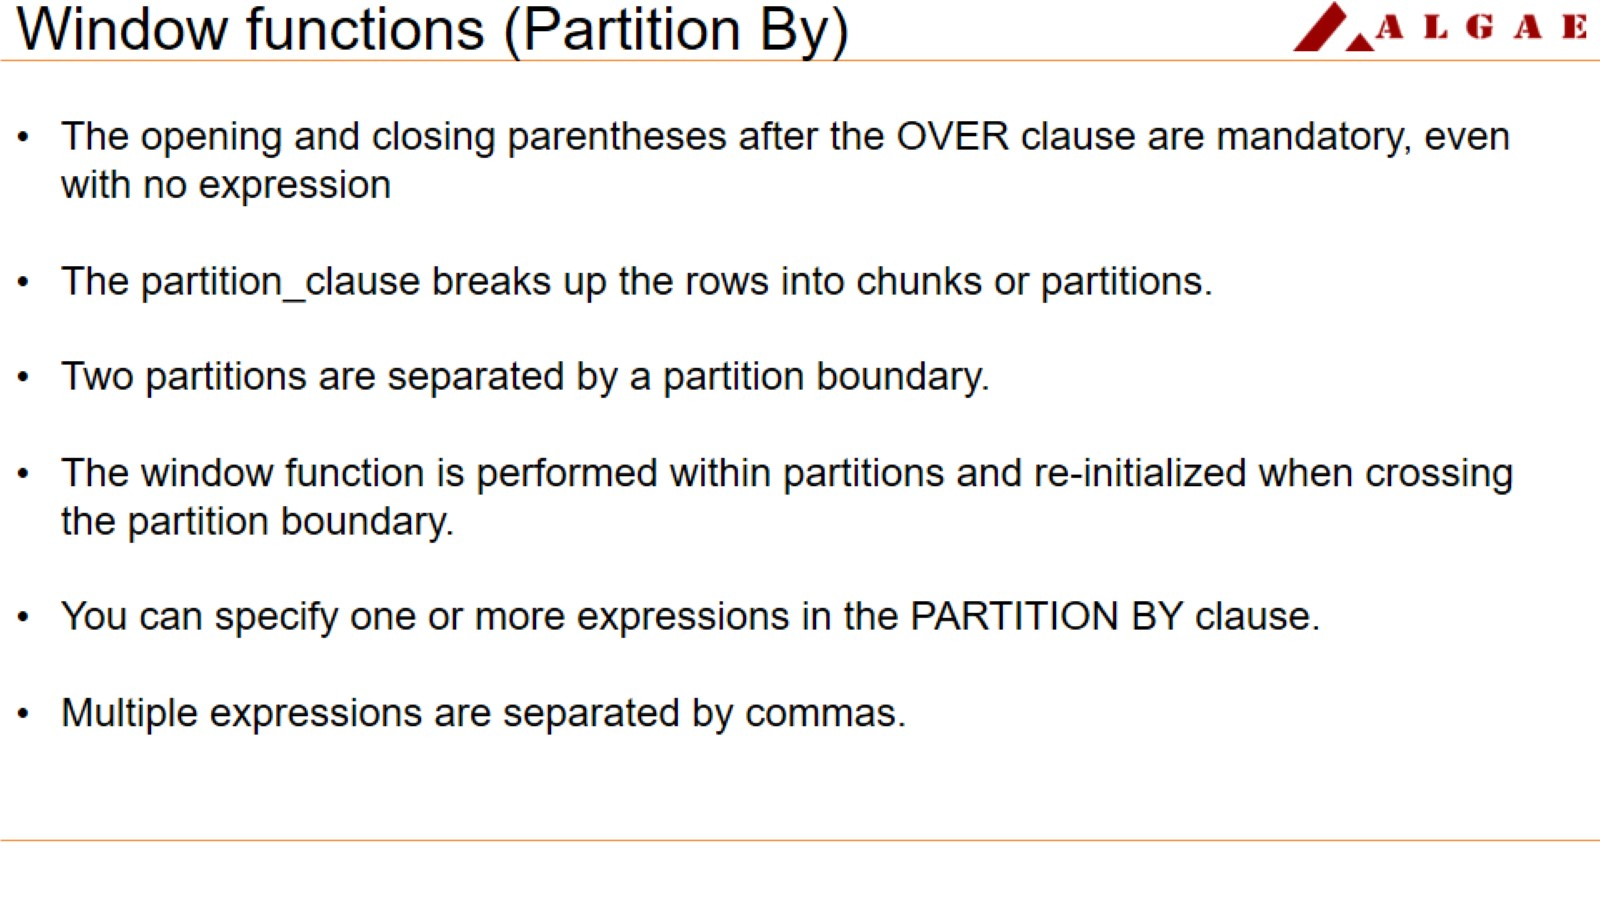 Window functions (Partition By)
ALGAE
• The opening and closing parentheses after the OVER clause are mandatory, even
with no expression
• The partition_clause breaks up the rows into chunks or partitions.
• Two partitions are separated by a partition boundary.
• The window function is performed within partitions and re-initialized when crossing
the partition boundary.
• You can specify one or more expressions in the PARTITION BY clause.
• Multiple expressions are separated by commas.